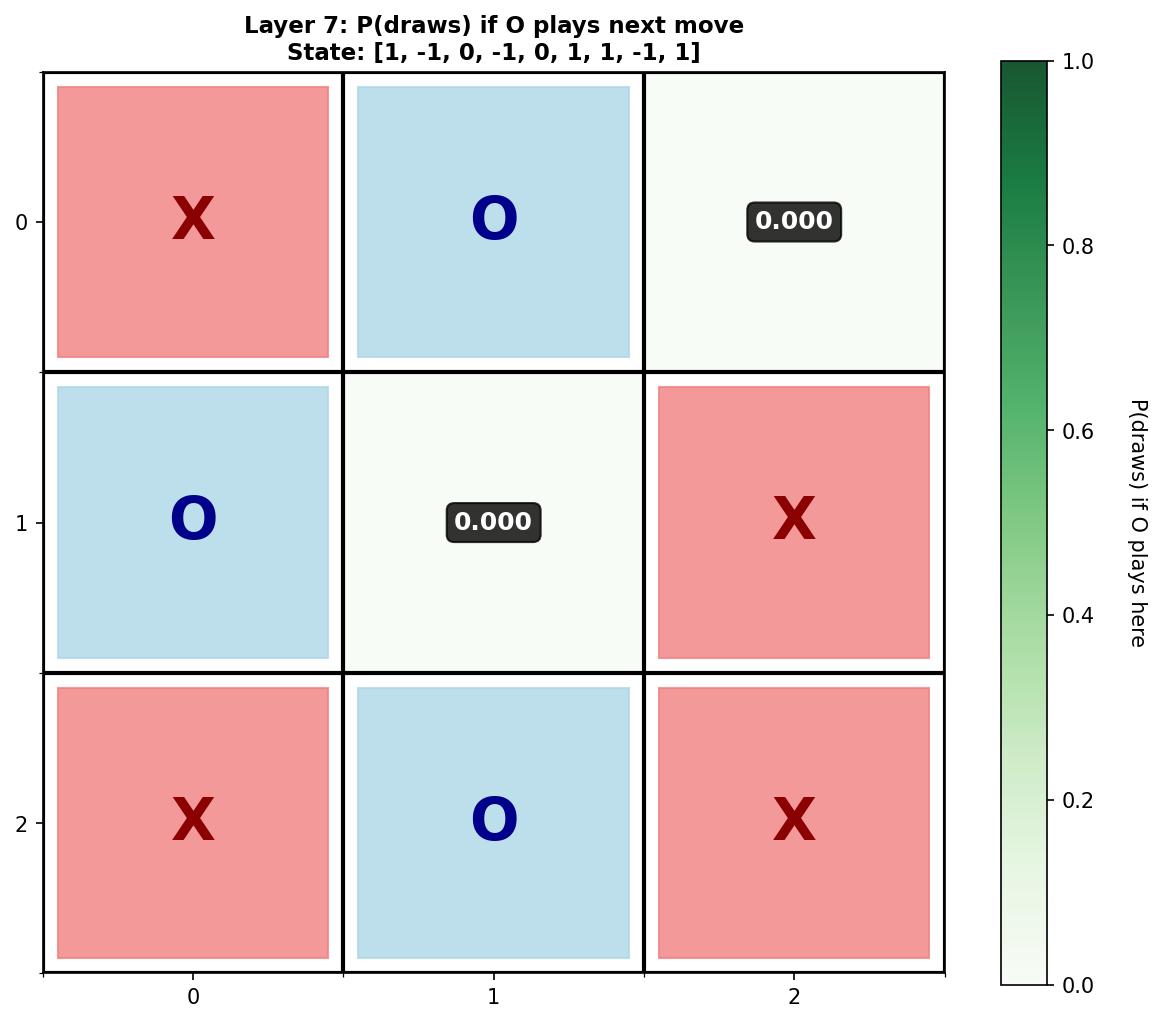 Layer 7: P(draws) if O plays next move
State: [1, -1, 0, -1, 0, 1, 1, -1, 1]
X
O
0.000
O
0.000
X
X
O
X
0
1
2
0
1
2
1.0
0.8
0.6
0.4
0.2
0.0
P(draws) if O plays here